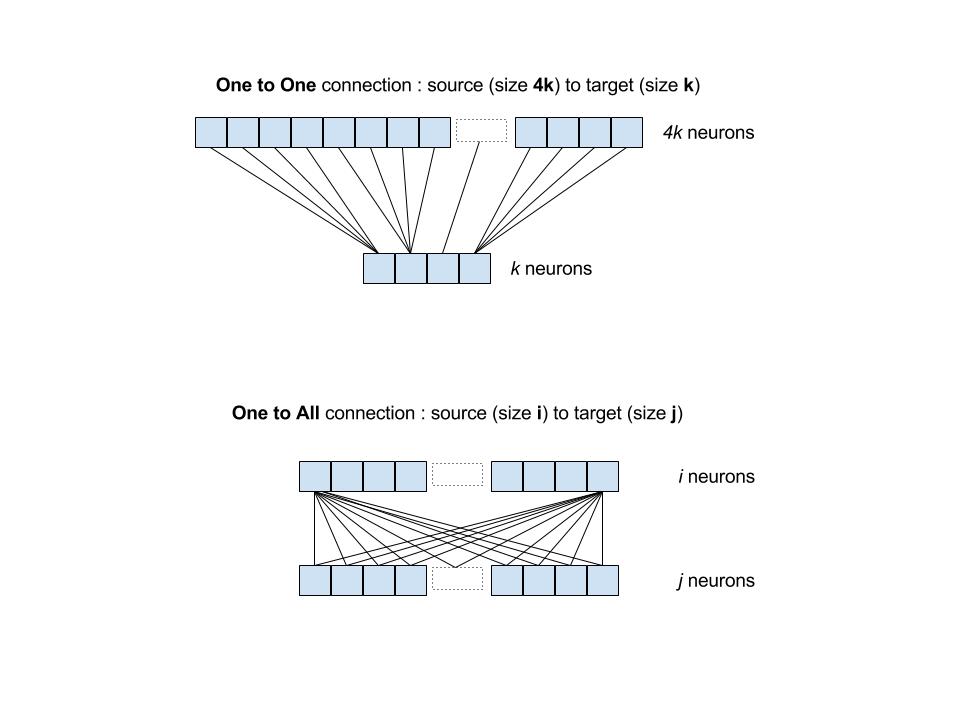 One to One connection : source (size 4k) to target (size k)
4k neurons
k neurons
One to All connection : source (size i) to target (size j)
i neurons
j neurons